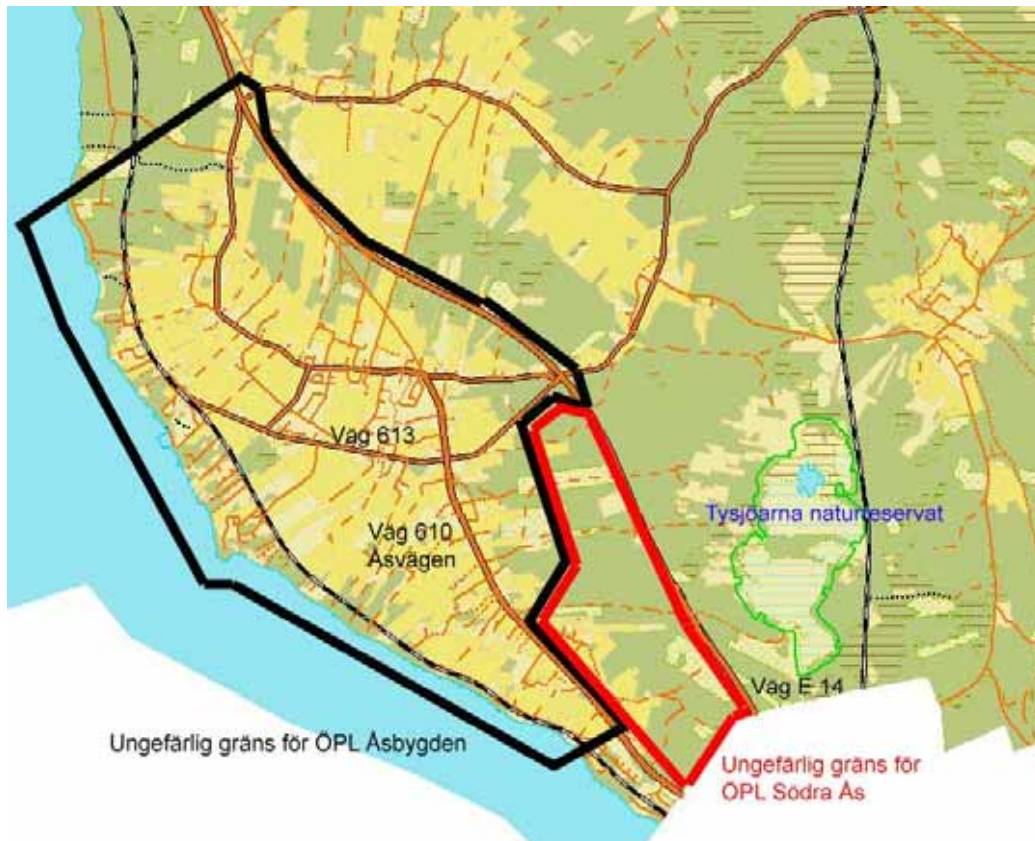 Väg 613
Tysjöarna naturreservat
Väg 610
Åsvägen
Väg E 14
Ungefärlig gräns för ÖPL Åsbygden
Ungefärlig gräns för
ÖPL Södra Ås